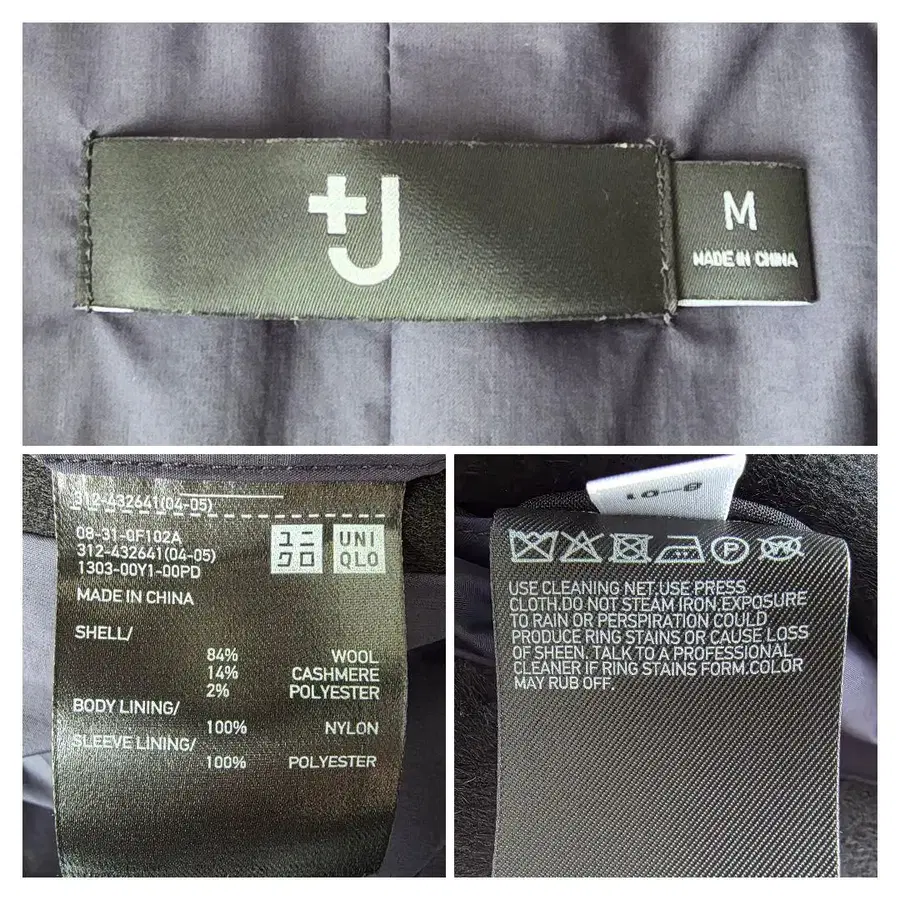 +J
M
MADE IN CHINA
312-432641(04-05)
08-31-0F102A
312-432641(04-05)
1303-00Y1-00PD
MADE IN CHINA
ユニ
クロ
UNI
QLO
SHELL/
84% WOOL
14% CASHMERE
2% POLYESTER
BODY LINING/
100% NYLON
SLEEVE LINING/
100% POLYESTER
10-6
P
W
USE CLEANING NET.USE PRESS
CLOTH.DO NOT STEAM IRON.EXPOSURE
TO RAIN OR PERSPIRATION COULD
PRODUCE RING STAINS OR CAUSE LOSS
OF SHEEN. TALK TO A PROFESSIONAL
CLEANER IF RING STAINS FORM.COLOR
MAY RUB OFF.